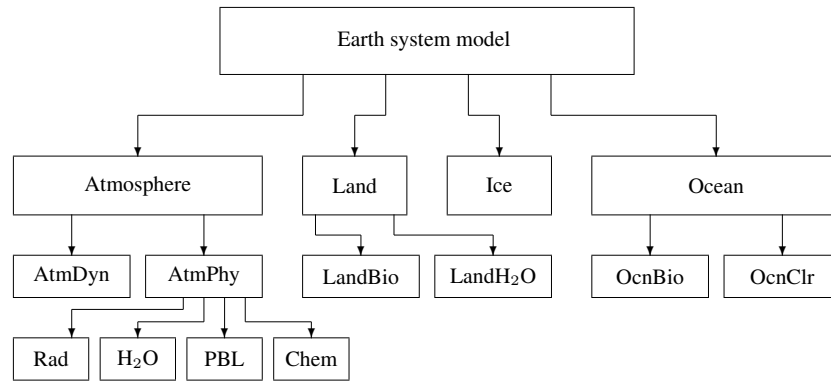 Earth system model
Atmosphere
Land
Ice
Ocean
AtmDyn
AtmPhy
LandBio
LandH₂O
OcnBio
OcnClr
Rad
H₂O
PBL
Chem